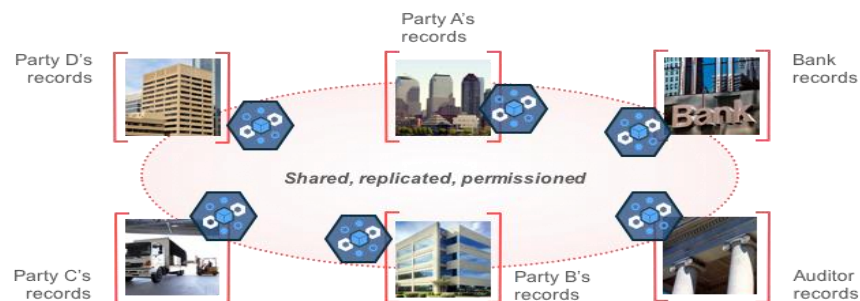 Party A's
records
Party D's
records
Bank
records
Bank
Shared, replicated, permissioned
Party C's
records
Party B's
records
Auditor
records